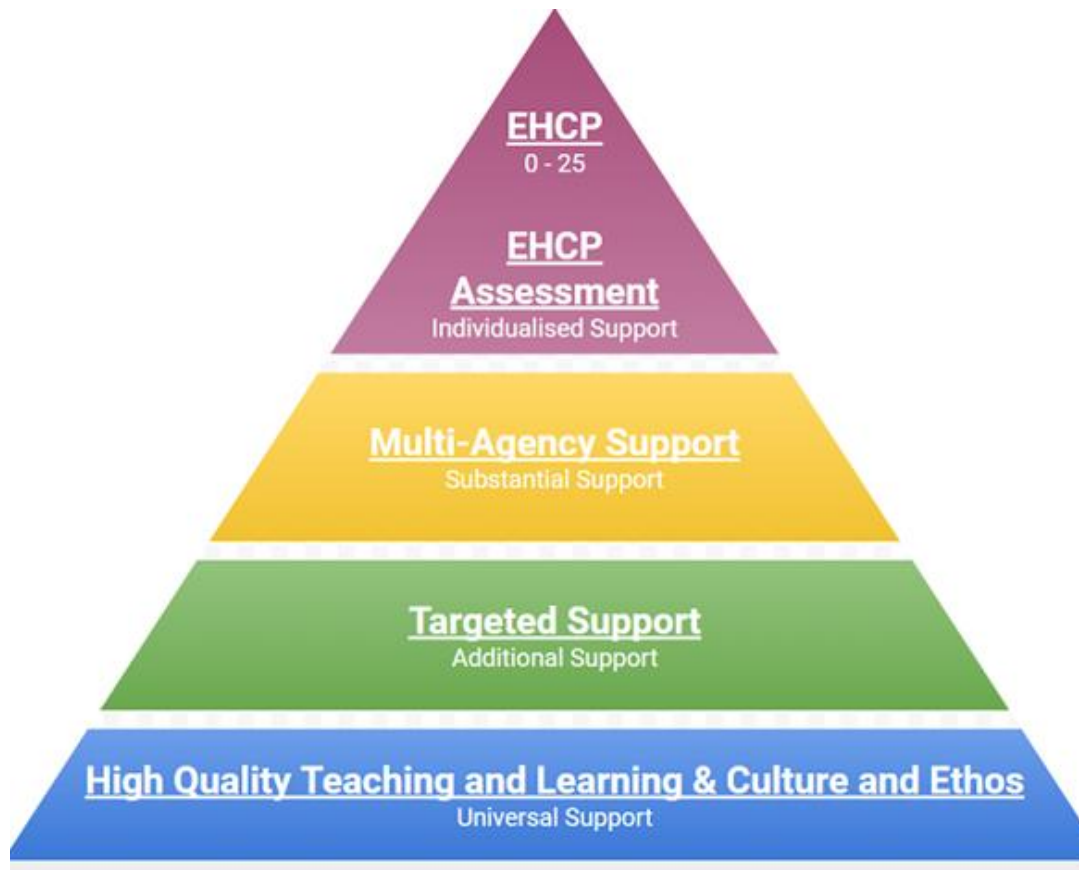 EHCP
0 - 25
EHCP
Assessment
Individualised Support
Multi-Agency Support
Substantial Support
Targeted Support
Additional Support
High Quality Teaching and Learning & Culture and Ethos
Universal Support